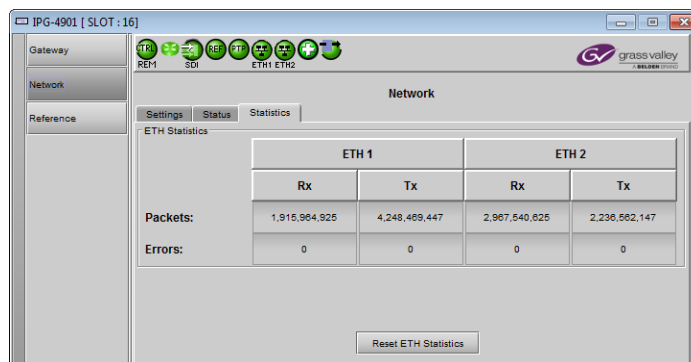 IPG-4901 [ SLOT : 16]
Gateway
Network
Reference
CTRL REF PTP
REM SDI ETH1 ETH2
GV grassvalley
A BELDEN BRAND
Network
Settings Status Statistics
ETH Statistics
ETH 1 ETH 2
Rx Tx Rx Tx
Packets: 1,915,964,925 4,248,469,447 2,967,540,625 2,236,562,147
Errors: 0 0 0 0
Reset ETH Statistics